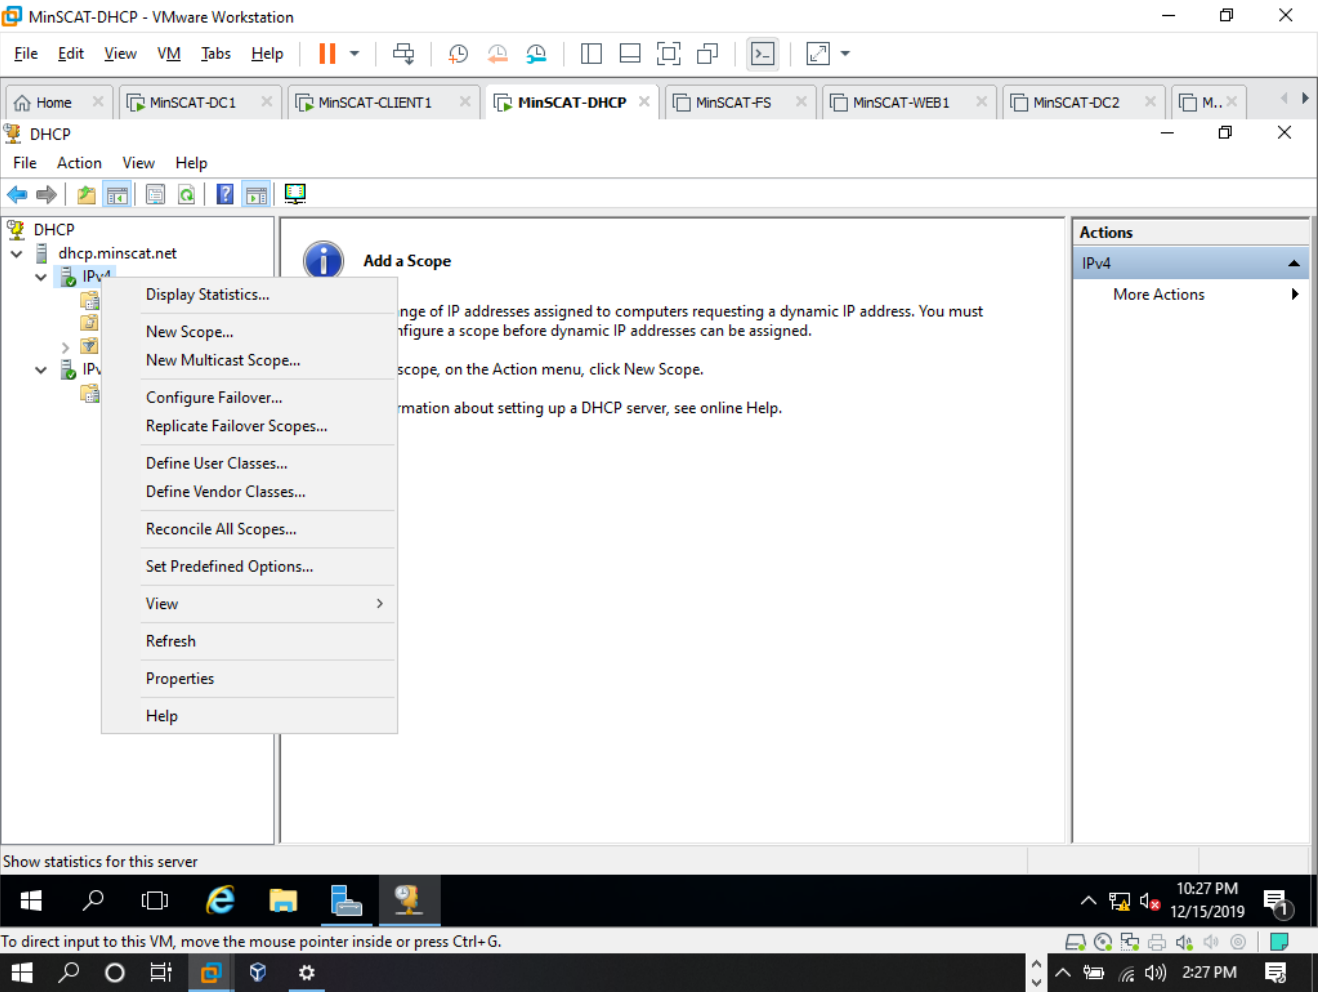 MinSCAT-DHCP - VMware Workstation
File Edit View VM Tabs Help
Home MinSCAT-DC1 MinSCAT-CLIENT1 MinSCAT-DHCP MinSCAT-FS MinSCAT-WEB1 MinSCAT-DC2 M..
DHCP
File Action View Help
DHCP
dhcp.minscat.net
IPv4
IPv
Display Statistics...
New Scope...
New Multicast Scope...
Configure Failover...
Replicate Failover Scopes...
Define User Classes...
Define Vendor Classes...
Reconcile All Scopes...
Set Predefined Options...
View
Refresh
Properties
Help
Add a Scope
nge of IP addresses assigned to computers requesting a dynamic IP address. You must
figure a scope before dynamic IP addresses can be assigned.
scope, on the Action menu, click New Scope.
rmation about setting up a DHCP server, see online Help.
Actions
IPv4
More Actions
Show statistics for this server
10:27 PM
12/15/2019
1
To direct input to this VM, move the mouse pointer inside or press Ctrl+G.
2:27 PM